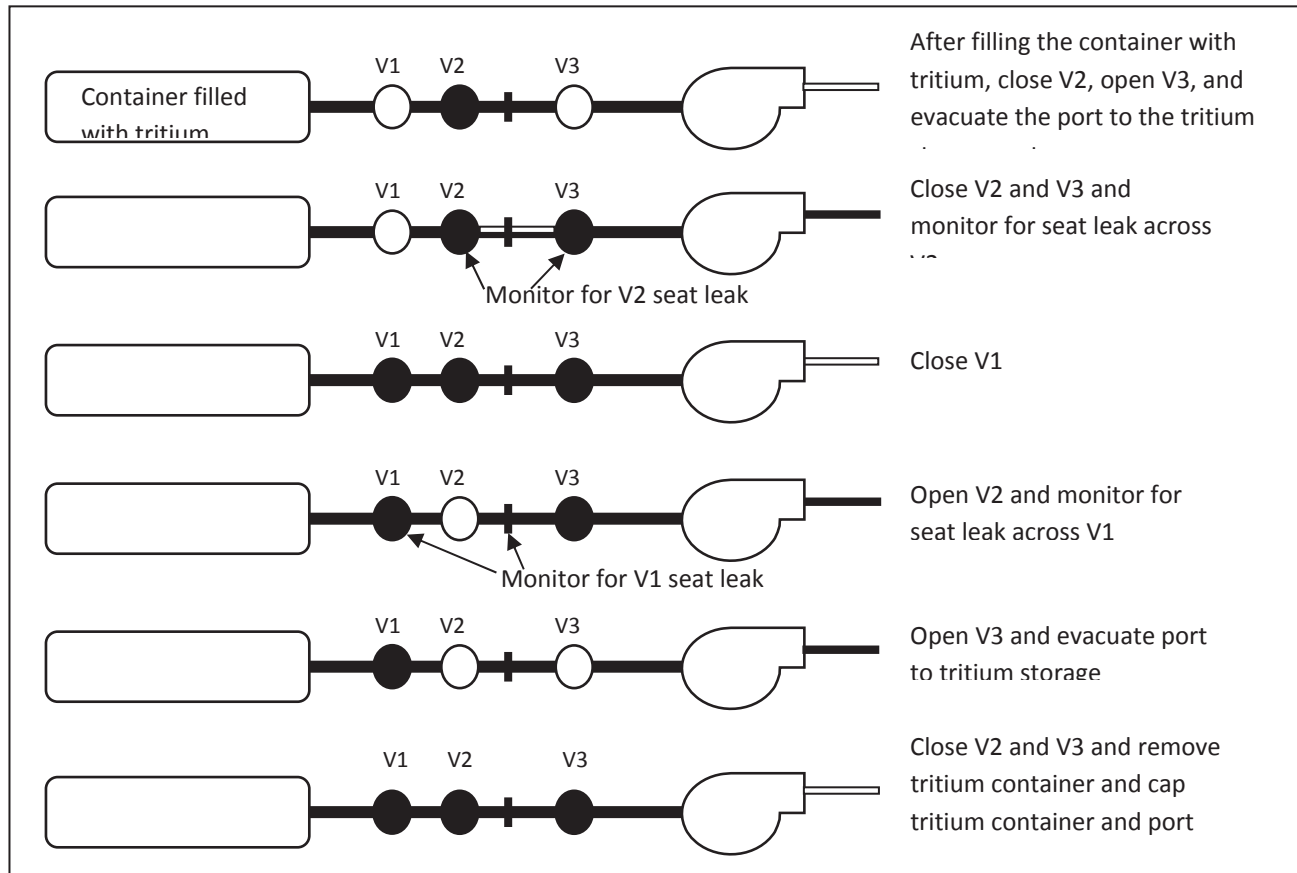 V1 V2 V3
Container filled
with tritium
After filling the container with
tritium, close V2, open V3, and
evacuate the port to the tritium
V1 V2 V3
Close V2 and V3 and
monitor for seat leak across
Monitor for V2 seat leak
V1 V2 V3
Close V1
V1 V2 V3
Open V2 and monitor for
seat leak across V1
Monitor for V1 seat leak
V1 V2 V3
Open V3 and evacuate port
to tritium storage
V1 V2 V3
Close V2 and V3 and remove
tritium container and cap
tritium container and port